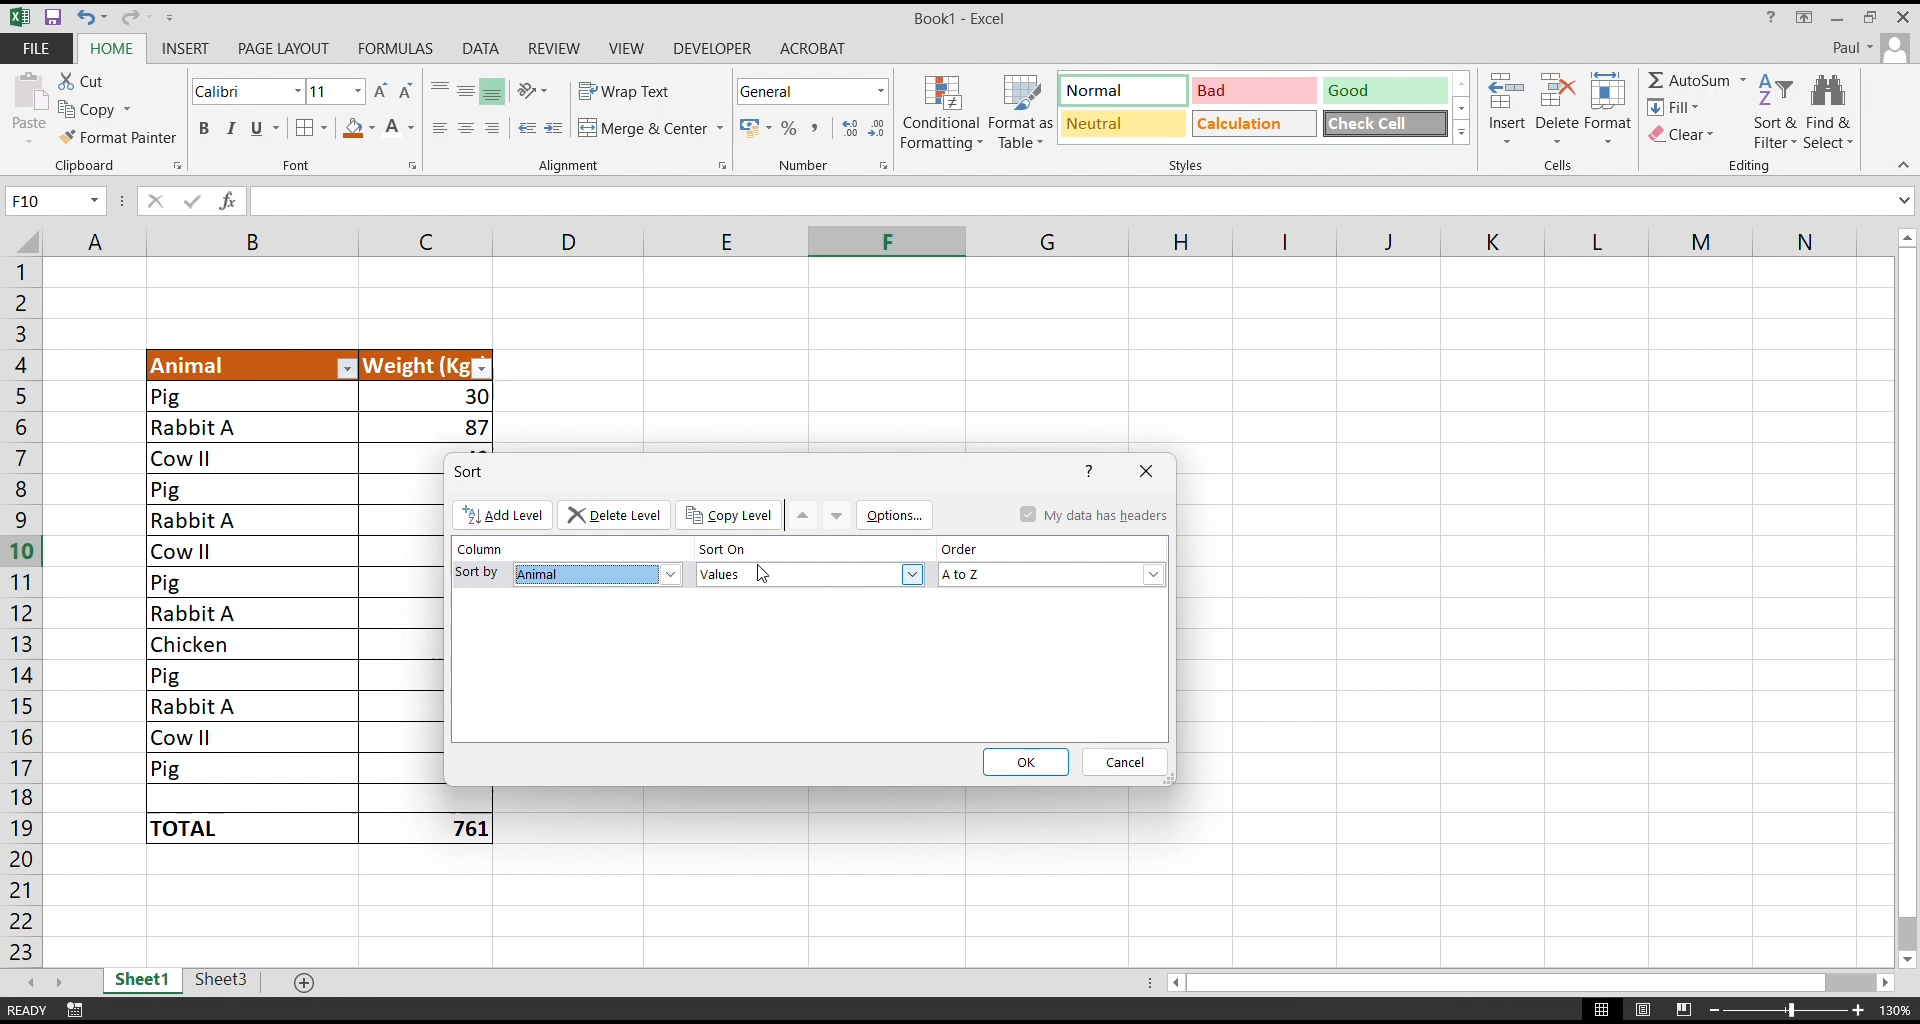 Book1 - Excel
?
FILE HOME INSERT PAGE LAYOUT FORMULAS DATA REVIEW VIEW DEVELOPER ACROBAT Paul
Paste
Cut
Copy
Format Painter
Clipboard
Calibri 11
B I U
Font
Wrap Text
Merge & Center
Alignment
General
%
Number
Conditional Formatting
Format as Table
Normal Bad Good
Neutral Calculation Check Cell
Styles
Insert Delete Format
Cells
AutoSum
Fill
Clear
Sort & Filter
Find & Select
Editing
F10
fx
A B C D E F G H I J K L M N
1
2
3
4 Animal Weight (Kg
5 Pig 30
6 Rabbit A 87
7 Cow II
8 Pig
9 Rabbit A
10 Cow II
11 Pig
12 Rabbit A
13 Chicken
14 Pig
15 Rabbit A
16 Cow II
17 Pig
18
19 TOTAL 761
20
21
22
23
Sort ?
Add Level Delete Level Copy Level Options... My data has headers
Column Sort On Order
Sort by Animal Values A to Z
OK Cancel
Sheet1 Sheet3
READY 130%